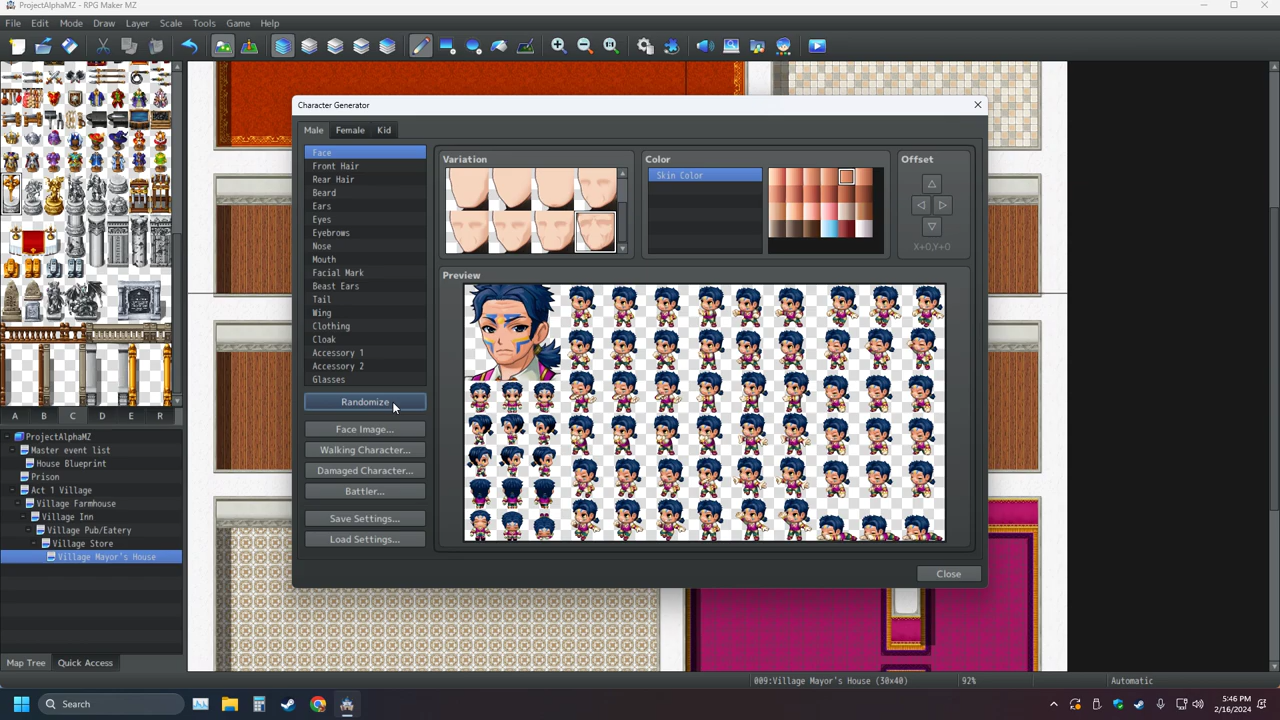 ProjectAlphaMZ - RPG Maker MZ
File Edit Mode Draw Layer Scale Tools Game Help
Character Generator
Male Female Kid
Face
Front Hair
Rear Hair
Beard
Ears
Eyes
Eyebrows
Nose
Mouth
Facial Mark
Beast Ears
Tail
Wing
Clothing
Cloak
Accessory 1
Accessory 2
Glasses
Randomize
Face Image...
Walking Character...
Damaged Character...
Battler...
Save Settings...
Load Settings...
Variation
Color
Skin Color
Offset
X+0,Y+0
Preview
Close
A B C D E R
ProjectAlphaMZ
Master event list
House Blueprint
Prison
Act 1 Village
Village Farmhouse
Village Inn
Village Pub/Eatery
Village Store
Village Mayor's House
Map Tree Quick Access
009:Village Mayor's House (30x40) 92% Automatic
Search
5:46 PM
2/16/2024